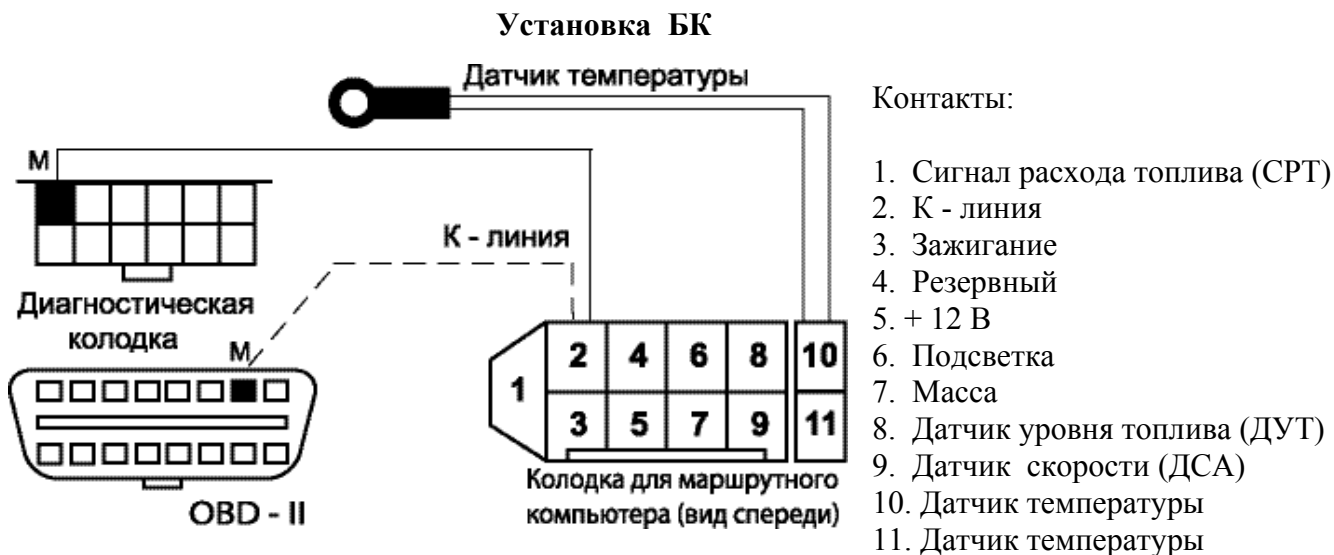 Установка БК
Датчик температуры
М
К - линия
Диагностическая
колодка
М
OBD - II
1
2 4 6 8 10
3 5 7 9 11
Колодка для маршрутного
компьютера (вид спереди)
Контакты:
1. Сигнал расхода топлива (СРТ)
2. К - линия
3. Зажигание
4. Резервный
5. + 12 В
6. Подсветка
7. Масса
8. Датчик уровня топлива (ДУТ)
9. Датчик скорости (ДСА)
10. Датчик температуры
11. Датчик температуры